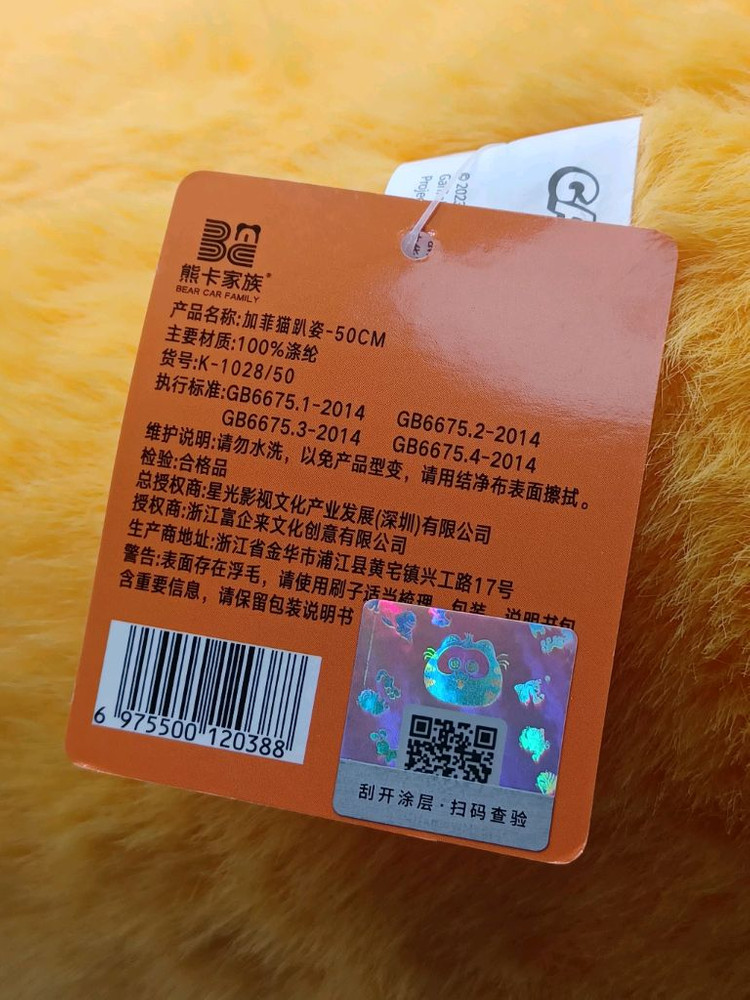 © 202
Garfi
Proje
熊卡家族®
BEAR CAR FAMILY
产品名称:加菲猫趴姿-50CM
主要材质:100%涤纶
货号:K-1028/50
执行标准:GB6675.1-2014 GB6675.2-2014
GB6675.3-2014 GB6675.4-2014
维护说明:请勿水洗，以免产品型变，请用结净布表面擦拭。
检验:合格品
总授权商:星光影视文化产业发展(深圳)有限公司
授权商:浙江富企来文化创意有限公司
生产商地址:浙江省金华市浦江县黄宅镇兴工路17号
警告:表面存在浮毛，请使用刷子适当梳理。包装、说明书包
含重要信息，请保留包装说明书
6 975500 120388
刮开涂层·扫码查验